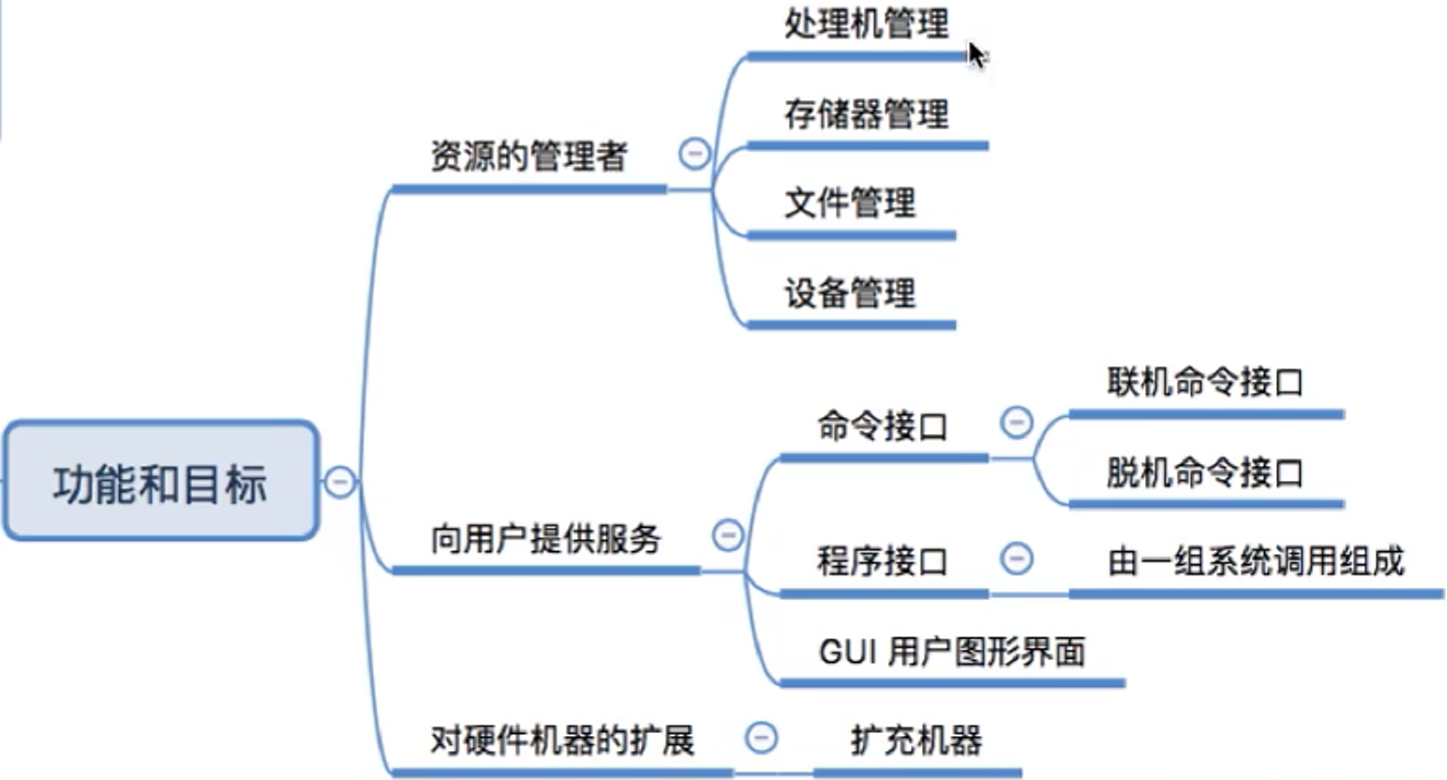 处理机管理
存储器管理
资源的管理者
文件管理
设备管理
联机命令接口
命令接口
脱机命令接口
功能和目标
向用户提供服务
程序接口
由一组系统调用组成
GUI 用户图形界面
对硬件机器的扩展
扩充机器